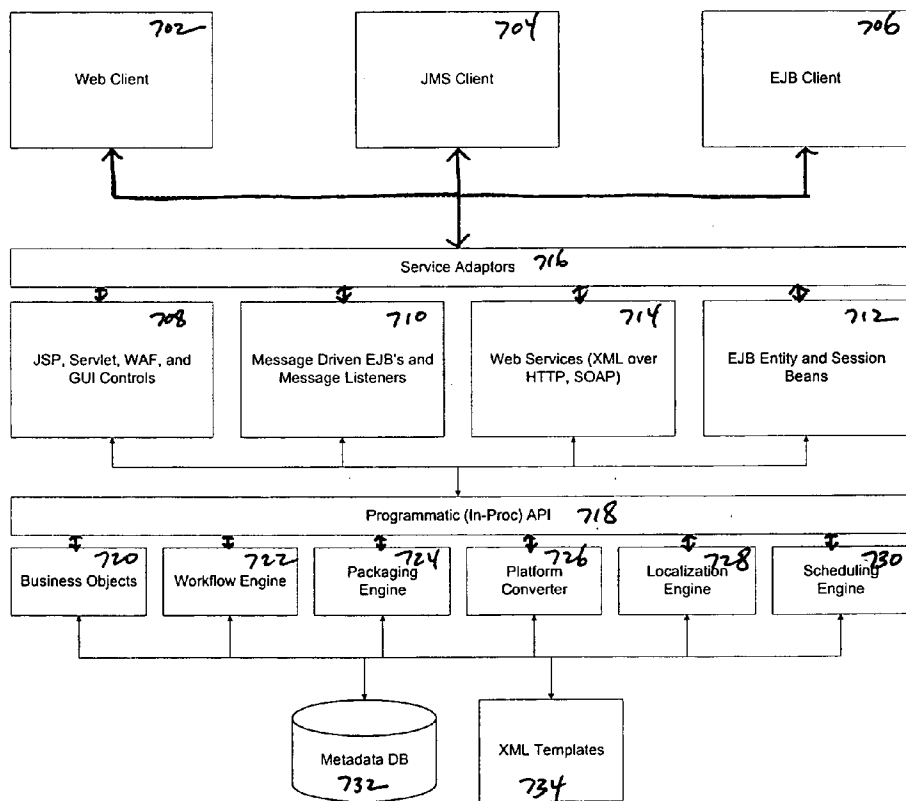 702
Web Client
704
JMS Client
706
EJB Client
Service Adaptors 716
708
JSP, Servlet, WAF, and
GUI Controls
710
Message Driven EJB's and
Message Listeners
714
Web Services (XML over
HTTP, SOAP)
712
EJB Entity and Session
Beans
Programmatic (In-Proc) API 718
720
Business Objects
722
Workflow Engine
724
Packaging
Engine
726
Platform
Converter
728
Localization
Engine
730
Scheduling
Engine
Metadata DB
732
XML Templates
734